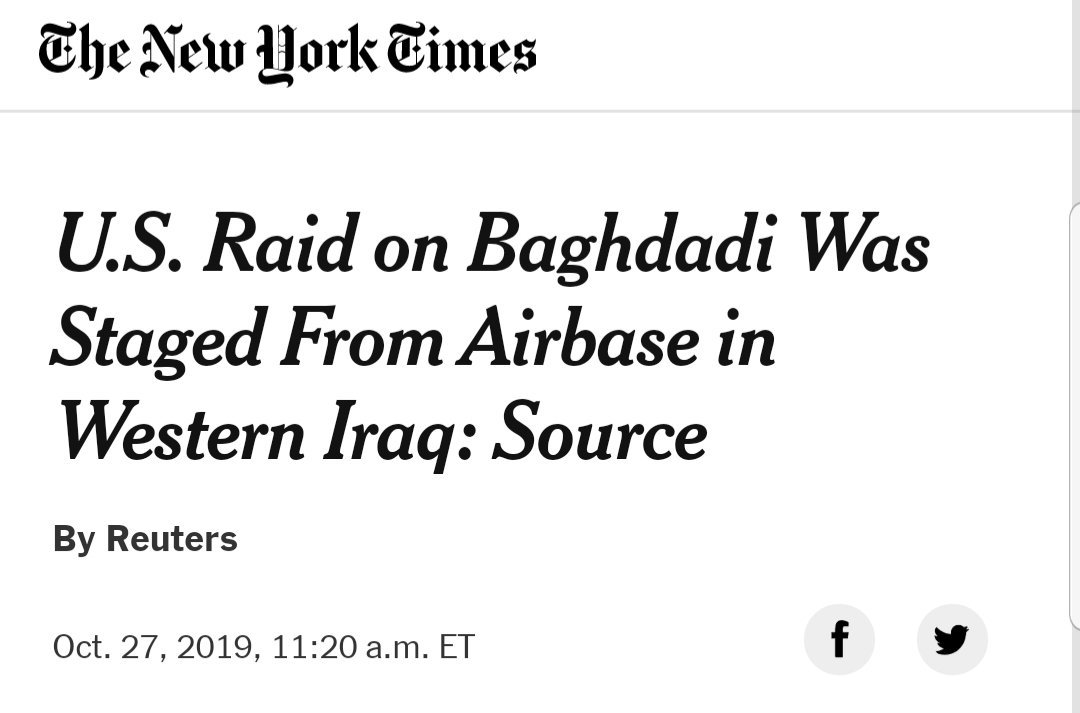 The New York Times
U.S. Raid on Baghdadi Was
Staged From Airbase in
Western Iraq: Source
By Reuters
Oct. 27, 2019, 11:20 a.m. ET